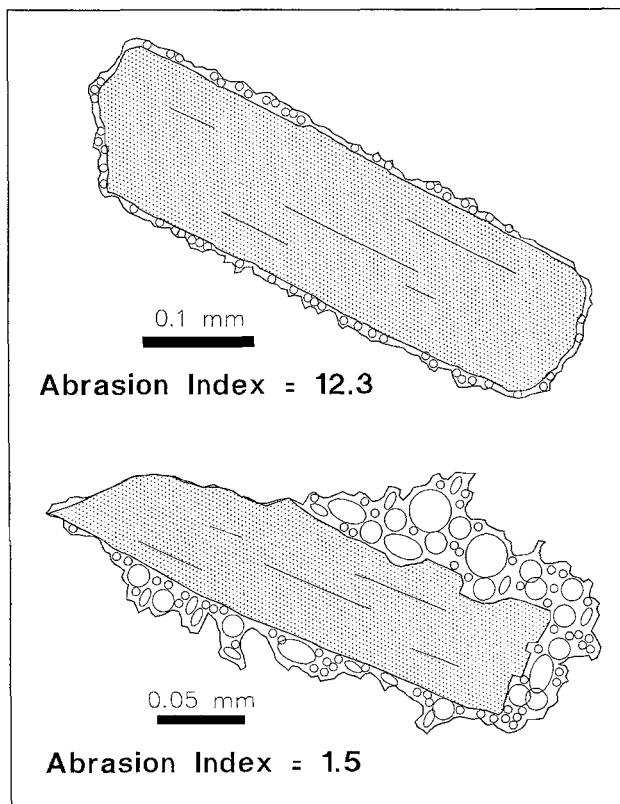 0.1 mm
Abrasion Index = 12.3
0.05 mm
Abrasion Index = 1.5